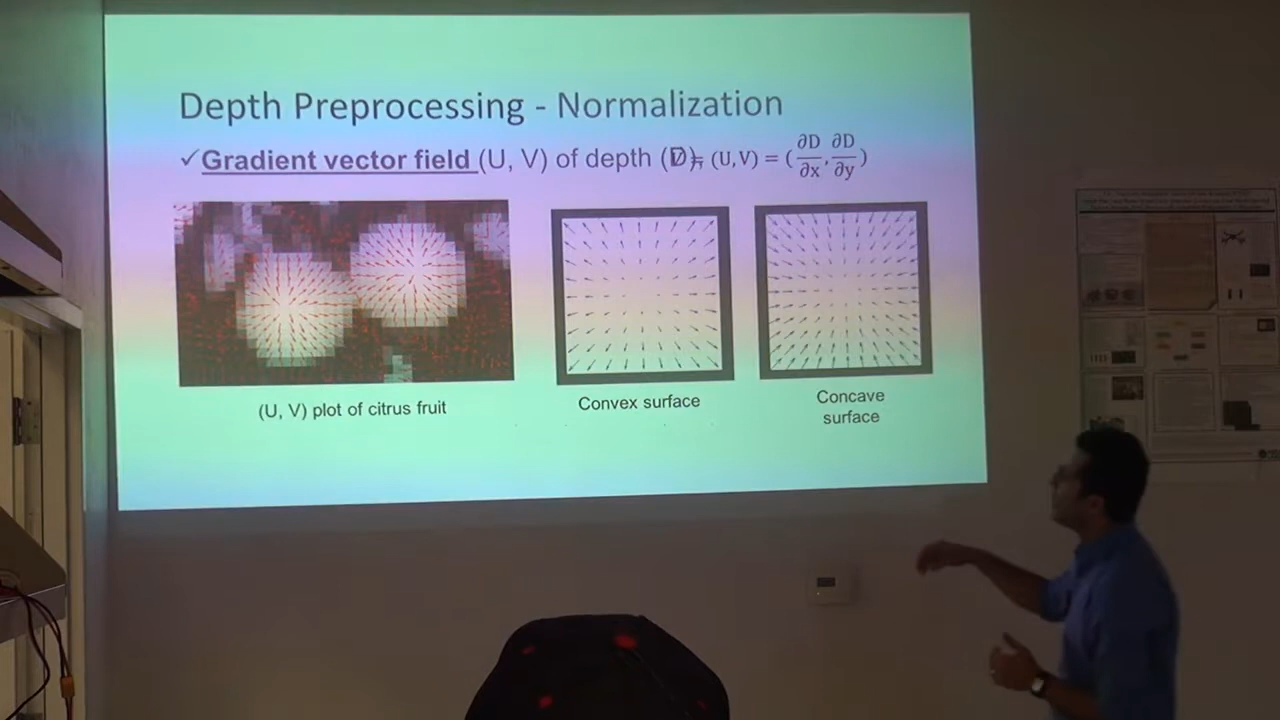 Depth Preprocessing - Normalization
✓Gradient vector field (U, V) of depth (D): (U,V) = (∂D/∂x, ∂D/∂y)
(U, V) plot of citrus fruit
Convex surface
Concave
surface